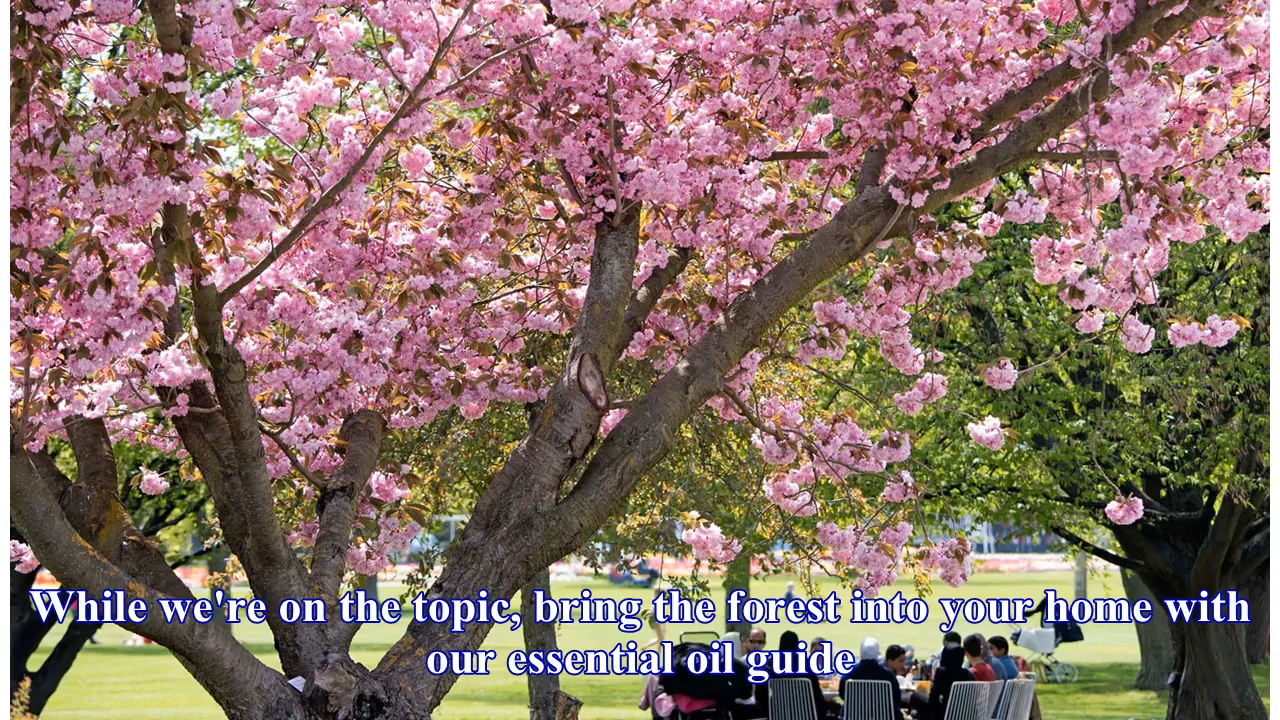 While we're on the topic, bring the forest into your home with
our essential oil guide